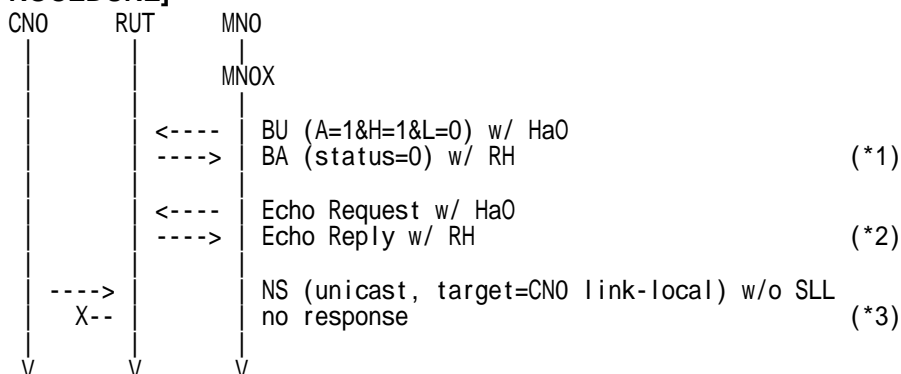 CN0 RUT MN0
| | |
| | MN0X
| | |
| | <---- | BU (A=1&H=1&L=0) w/ HaO
| | ----> | BA (status=0) w/ RH (*1)
| | |
| | <---- | Echo Request w/ HaO
| | ----> | Echo Reply w/ RH (*2)
| | |
| ----> | | NS (unicast, target=CN0 link-local) w/o SLL
| X-- | | no response (*3)
| | |
V V V